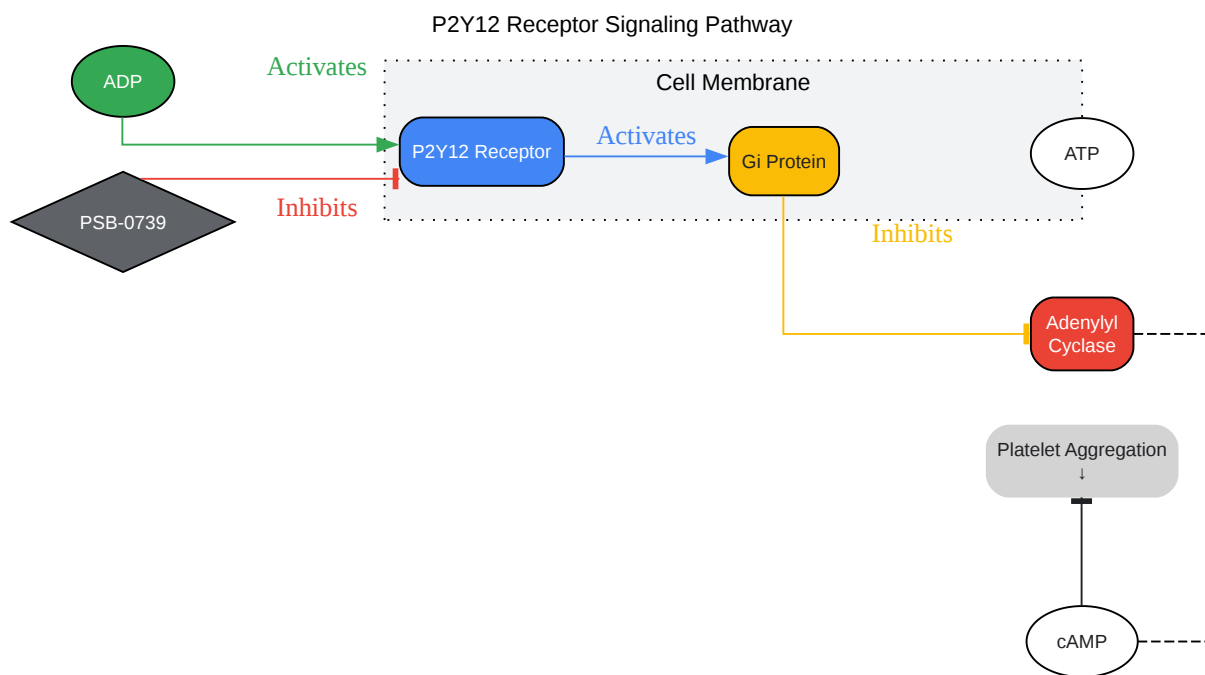 P2Y12 Receptor Signaling Pathway
Activates
ADP
Cell Membrane
P2Y12 Receptor
Activates
Gi Protein
ATP
PSB-0739
Inhibits
Inhibits
Adenylyl
Cyclase
Platelet Aggregation
↓
cAMP